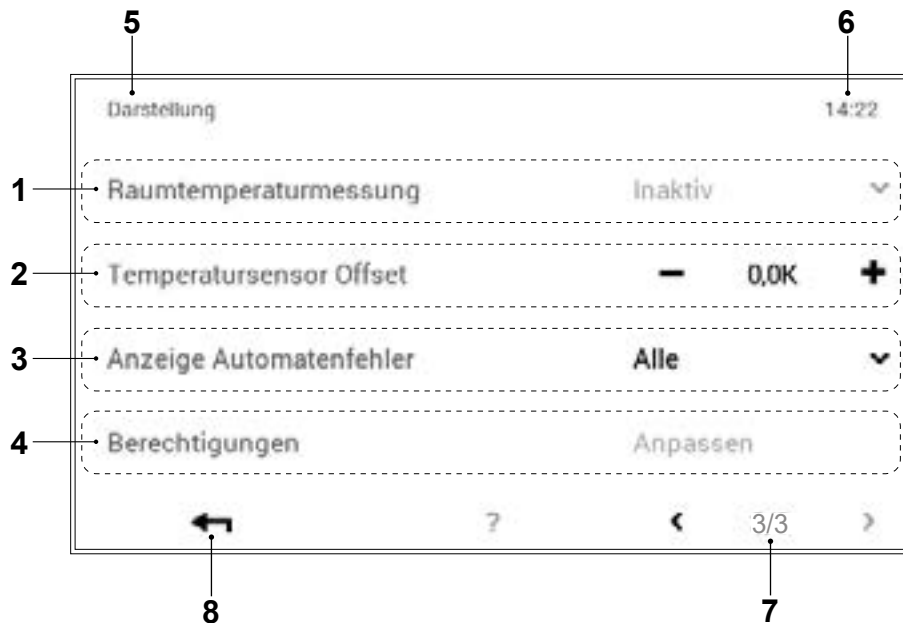 5 6
Darstellung 14:22
1 Raumtemperaturmessung Inaktiv
2 Temperatursensor Offset − 0,0K +
3 Anzeige Automatenfehler Alle
4 Berechtigungen Anpassen
? < 3/3 >
8 7